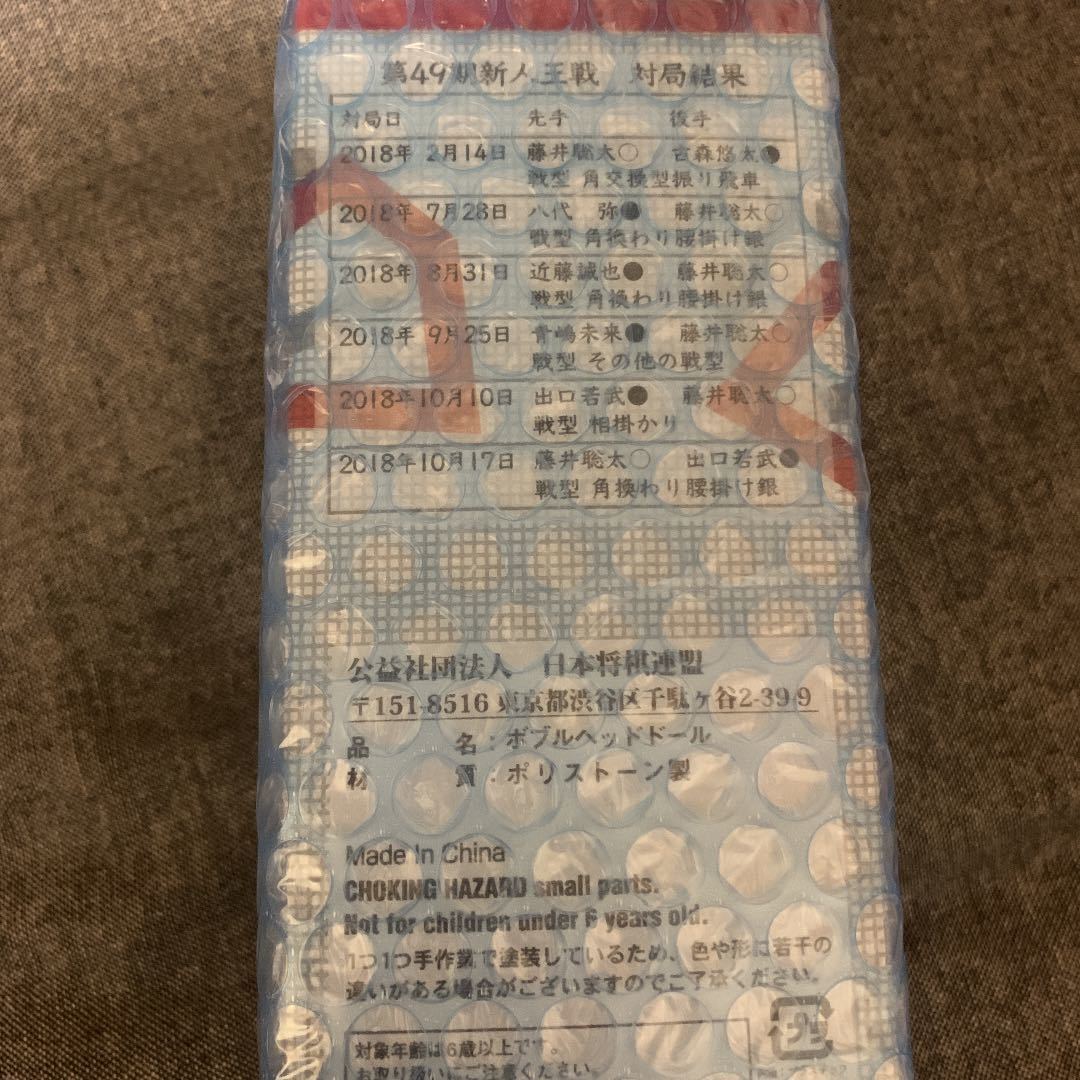 第49期新人王戦　対局結果
対局日　先手　後手
2018年 2月14日　藤井聡太○　古森悠太●
戦型 角交換型振り飛車
2018年 7月28日　八代　弥●　藤井聡太○
戦型 角換わり腰掛け銀
2018年 8月31日　近藤誠也●　藤井聡太○
戦型 角換わり腰掛け銀
2018年 9月25日　青嶋未来●　藤井聡太○
戦型 その他の戦型
2018年10月10日　出口若武●　藤井聡太○
戦型 相掛かり
2018年10月17日　藤井聡太○　出口若武●
戦型 角換わり腰掛け銀
公益社団法人　日本将棋連盟
〒151-8516 東京都渋谷区千駄ヶ谷2-39-9
品　名：ボブルヘッドドール
材　質：ポリストーン製
Made In China
CHOKING HAZARD small parts.
Not for children under 6 years old.
1つ1つ手作業で塗装しているため、色や形に若干の
違いがある場合がございますのでご了承ください。
対象年齢は6歳以上です。
お取り扱いにご注意ください。